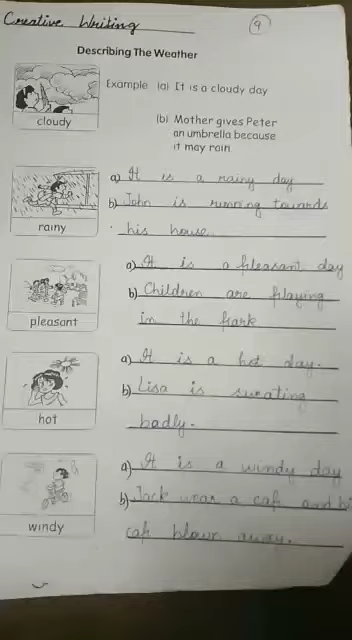 Creative Writing
9
Describing The Weather
Example (a) It is a cloudy day
cloudy
(b) Mother gives Peter
an umbrella because
it may rain
a) It is a rainy day
b) John is running towards
rainy
his house.
a) It is a pleasant day
b) Children are playing
pleasant
in the park
a) It is a hot day.
b) Lisa is sweating
hot
badly.
a) It is a windy day
b) Jack wear a cap and
windy
cap blown away.